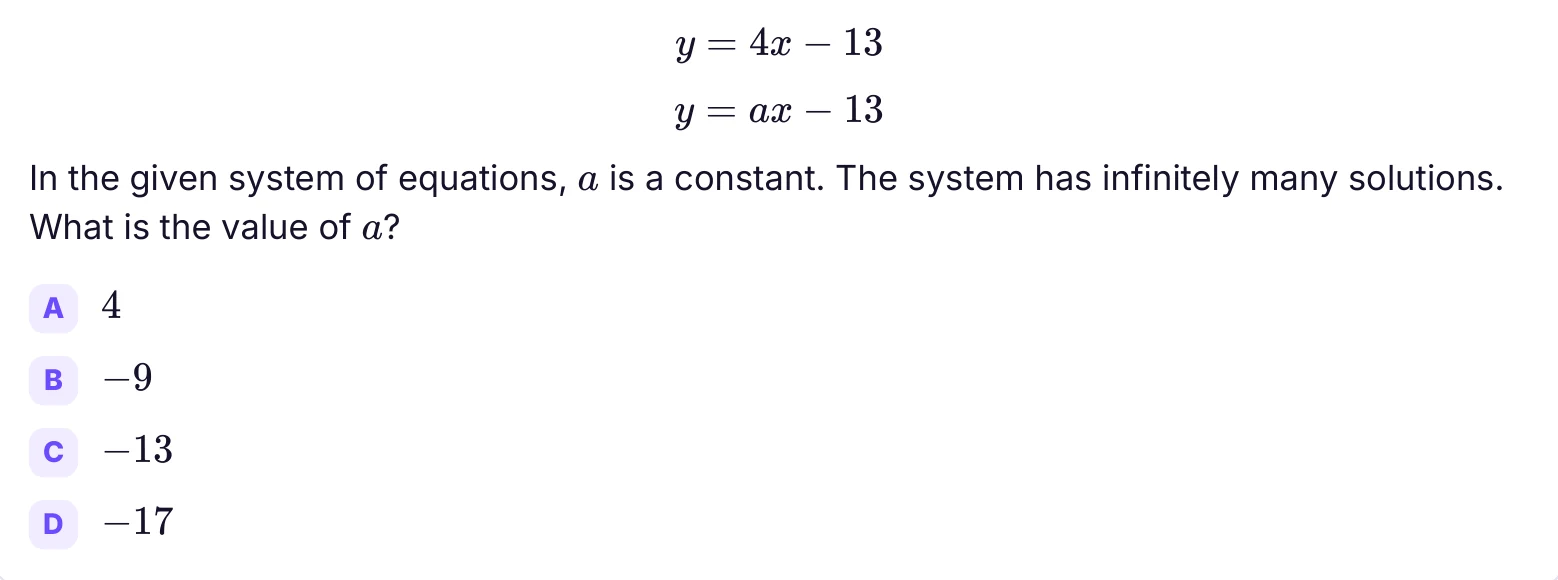 y = 4x − 13
y = ax − 13
In the given system of equations, a is a constant. The system has infinitely many solutions.
What is the value of a?
A 4
B −9
C −13
D −17